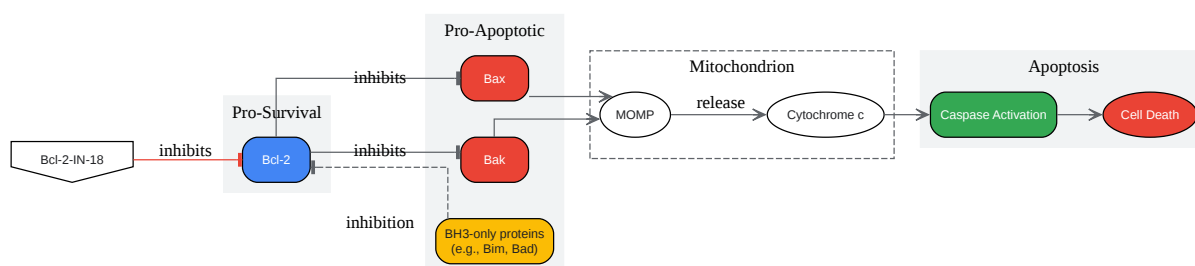 Pro-Apoptotic
Mitochondrion
Apoptosis
Pro-Survival
inhibits
Bax
MOMP
release
Cytochrome c
Caspase Activation
Cell Death
Bcl-2-IN-18
inhibits
Bcl-2
inhibits
Bak
inhibition
BH3-only proteins
(e.g., Bim, Bad)